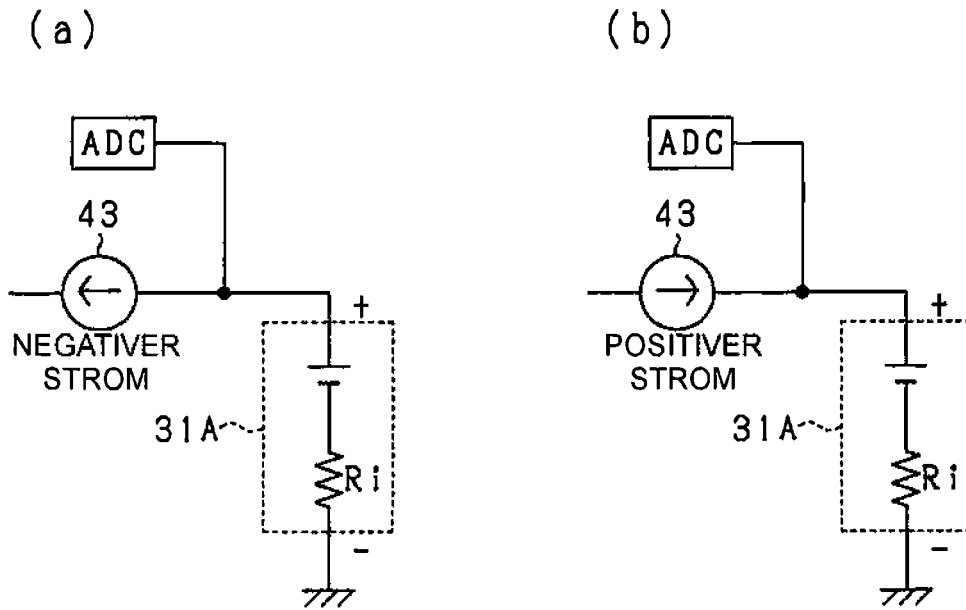 (a)
ADC
43
NEGATIVER
STROM
+
31A
Ri
-
(b)
ADC
43
POSITIVER
STROM
+
31A
Ri
-